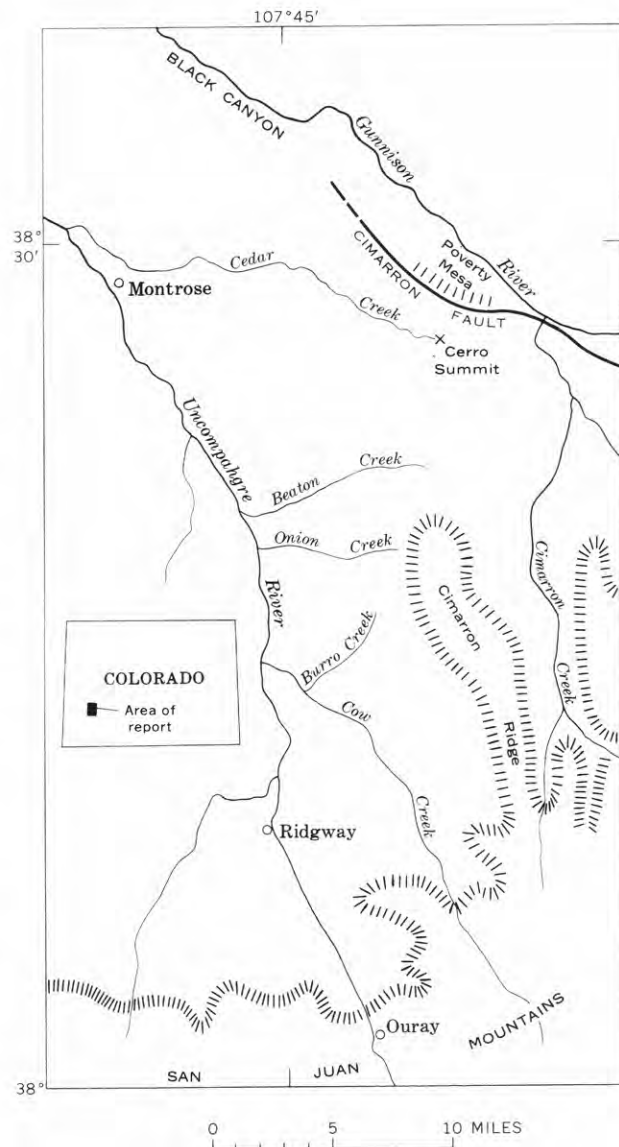 107°45'
BLACK CANYON
Gunnison
River
38°
30'
CIMARRON
FAULT
Poverty
Mesa
Cedar
Creek
Montrose
Cerro
Summit
Uncompahgre
River
Beaton Creek
Onion Creek
Cimarron
Ridge
Cimarron
Creek
Burro Creek
COLORADO
Area of
report
Cow
Creek
Ridgway
Ouray
MOUNTAINS
SAN JUAN
38°
0 5 10 MILES